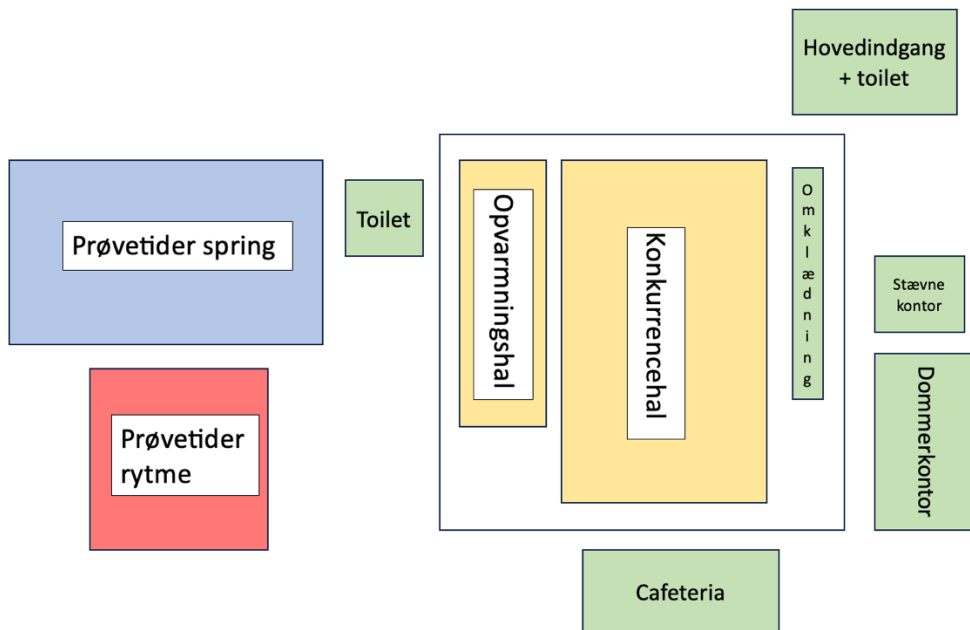 Hovedindgang
+ toilet
Prøvetider spring
Toilet
Opvarmningshal
Konkurrencehal
Omklædning
Stævne
kontor
Prøvetider
rytme
Dommerkontor
Cafeteria